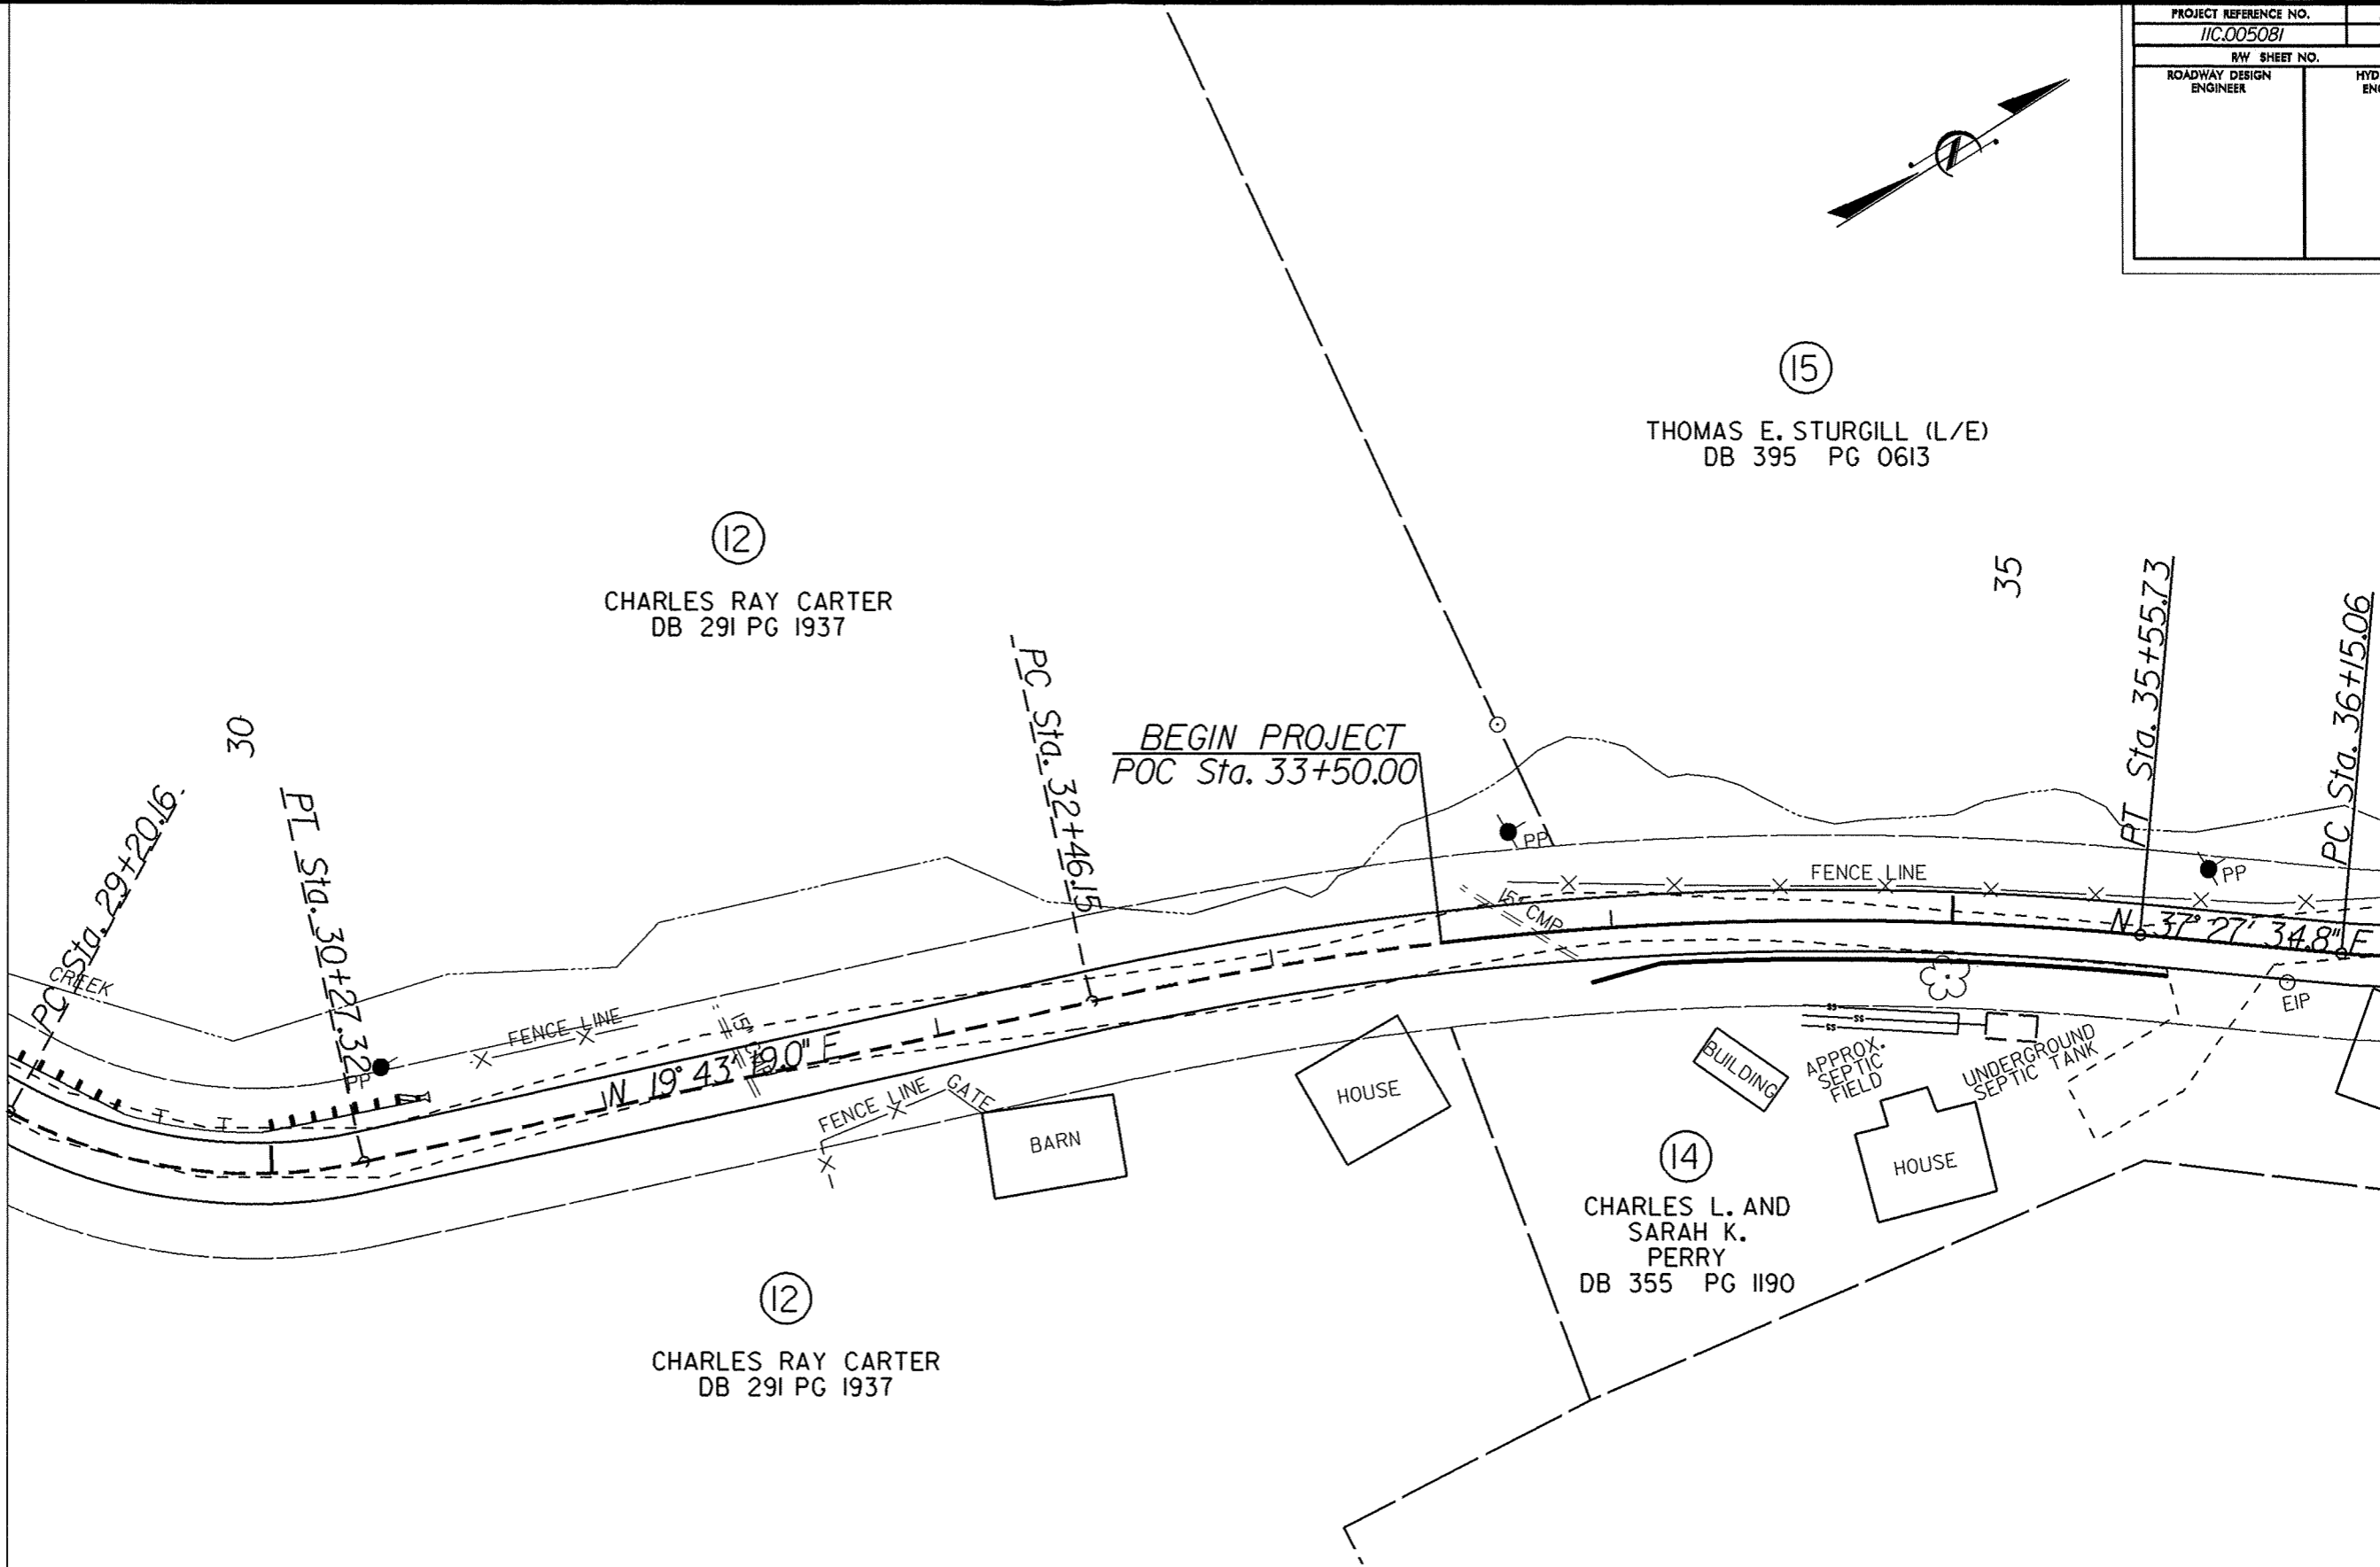 PROJECT REFERENCE NO.
11C.005081
R/W SHEET NO.
ROADWAY DESIGN
ENGINEER
15
THOMAS E. STURGILL (L/E)
DB 395 PG 0613
12
CHARLES RAY CARTER
DB 291 PG 1937
30
35
PC Sta. 29+20.16
PT Sta. 30+27.32
PC Sta. 32+46.15
BEGIN PROJECT
POC Sta. 33+50.00
PT Sta. 35+55.73
PC Sta. 36+15.06
PP
PP
PP
FENCE LINE
15" CMP
N 37° 27' 34.8" E
CREEK
FENCE LINE
15"
N 19° 43' 19.0" E
EIP
FENCE LINE
GATE
BARN
HOUSE
BUILDING
APPROX.
SEPTIC
FIELD
UNDERGROUND
SEPTIC TANK
SS
SS
SS
HOUSE
14
CHARLES L. AND
SARAH K.
PERRY
DB 355 PG 1190
12
CHARLES RAY CARTER
DB 291 PG 1937